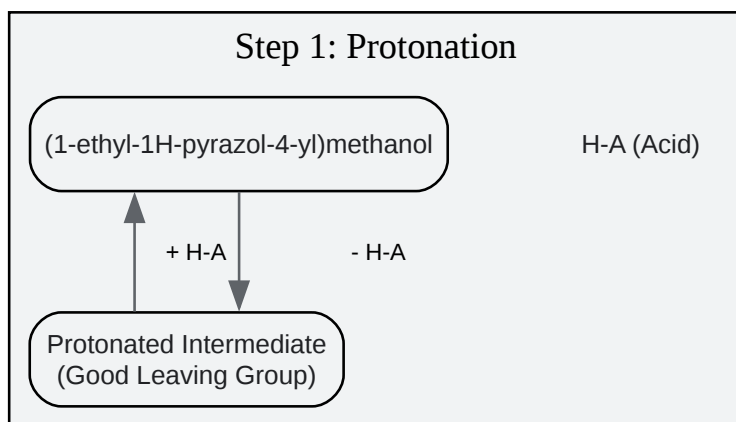 Step 1: Protonation
(1-ethyl-1H-pyrazol-4-yl)methanol
H-A (Acid)
+ H-A
- H-A
Protonated Intermediate
(Good Leaving Group)